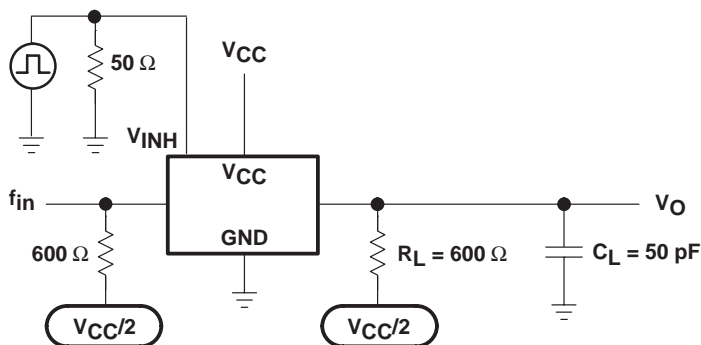 50 Ω
VCC
VINH
VCC
fin
VO
GND
600 Ω
RL = 600 Ω
CL = 50 pF
VCC/2
VCC/2